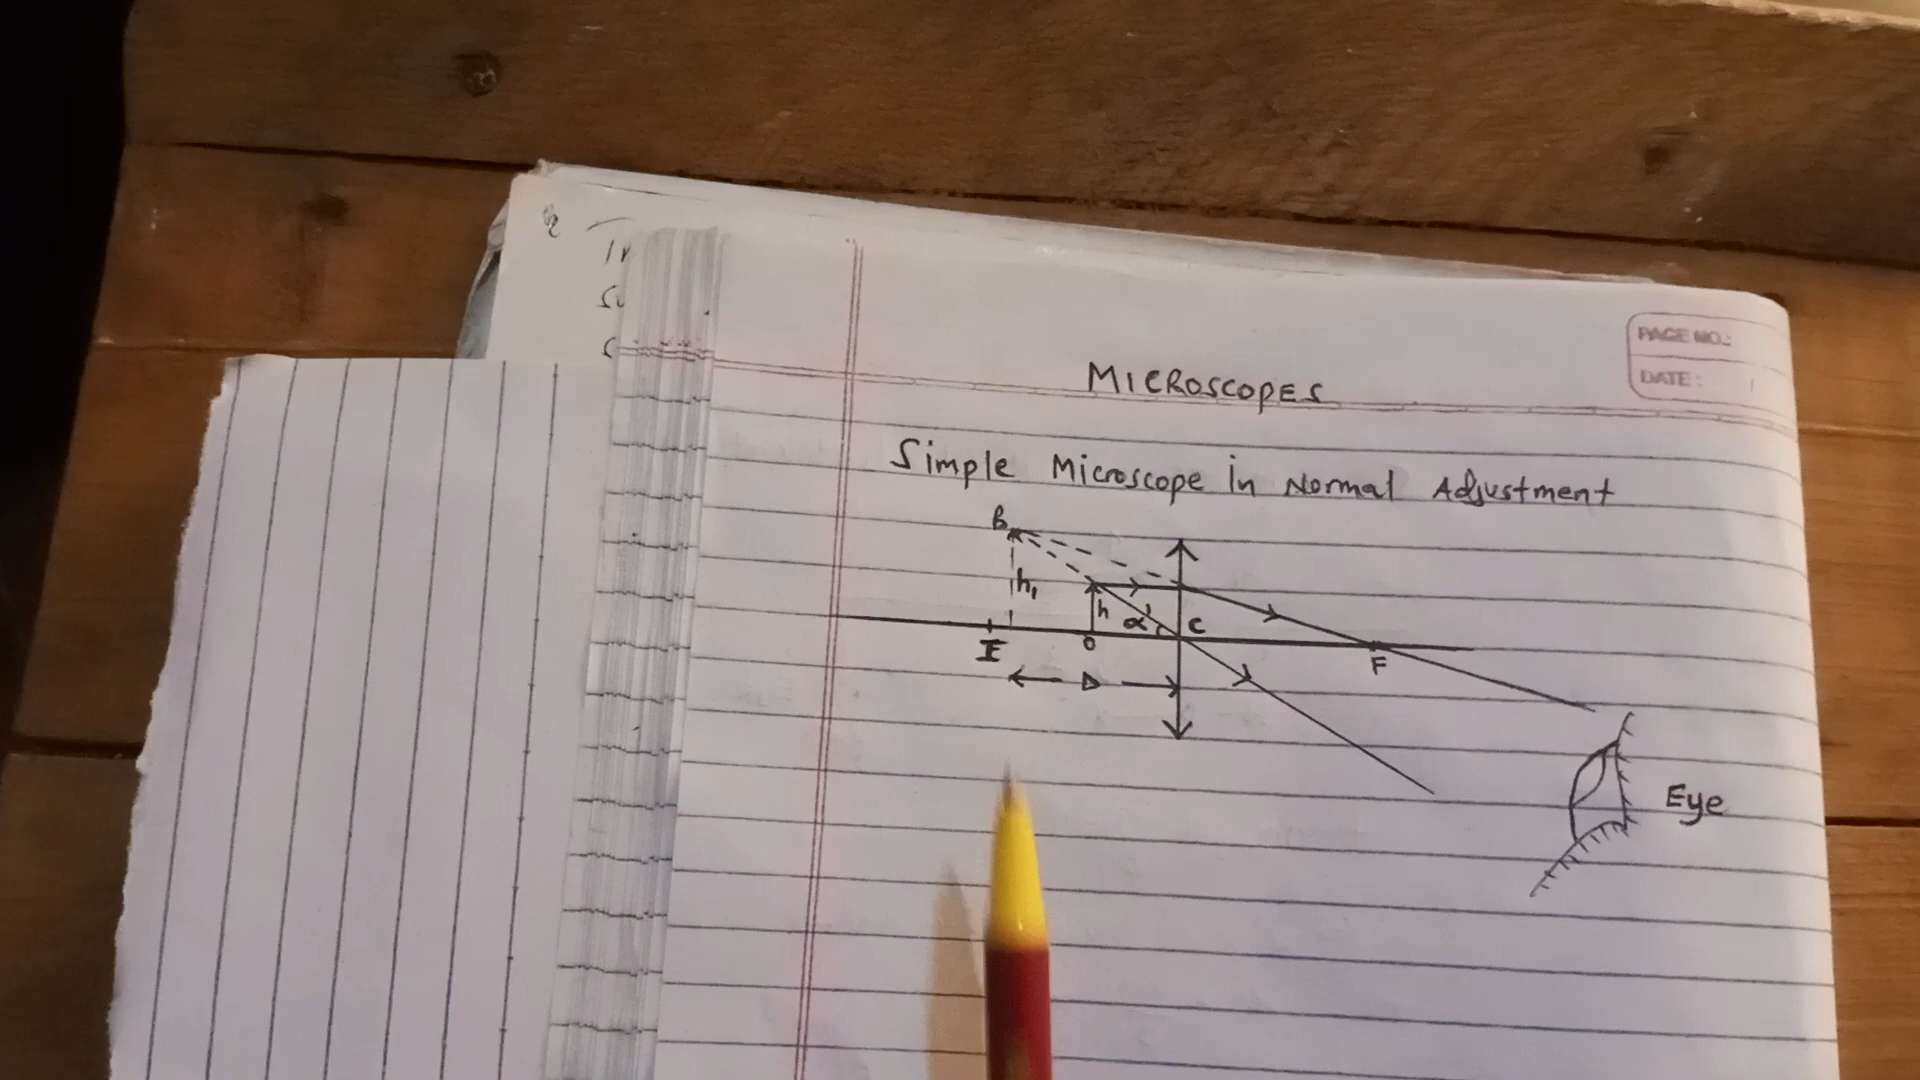 PAGE NO.:
DATE:
MICROSCOPES
Simple Microscope in Normal Adjustment
B
h₁
h
α'
C
I
O
F
D
Eye